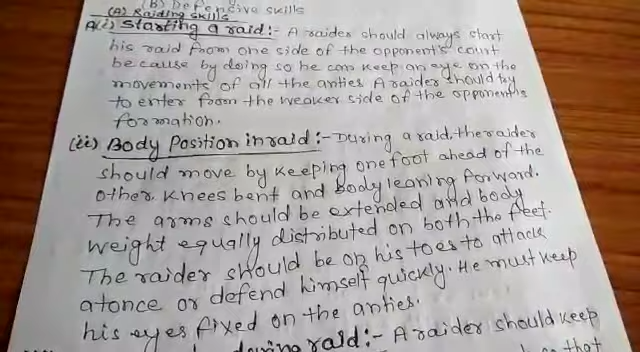 (B) Defensive skills
(A) Raiding skills
A(i) Starting a raid:- A raider should always start
his raid from one side of the opponent's court
because by doing so he can keep an eye on the
movements of all the anties A raider should try
to enter from the weaker side of the opponent's
formation.
(ii) Body Position in raid:- During a raid, the raider
should move by keeping one foot ahead of the
other knees bent and body leaning forward.
The arms should be extended and body
weight equally distributed on both the feet.
The raider should be on his toes to attack
atonce or defend himself quickly. He must keep
his eyes fixed on the anties.
during raid:- A raider should keep
that